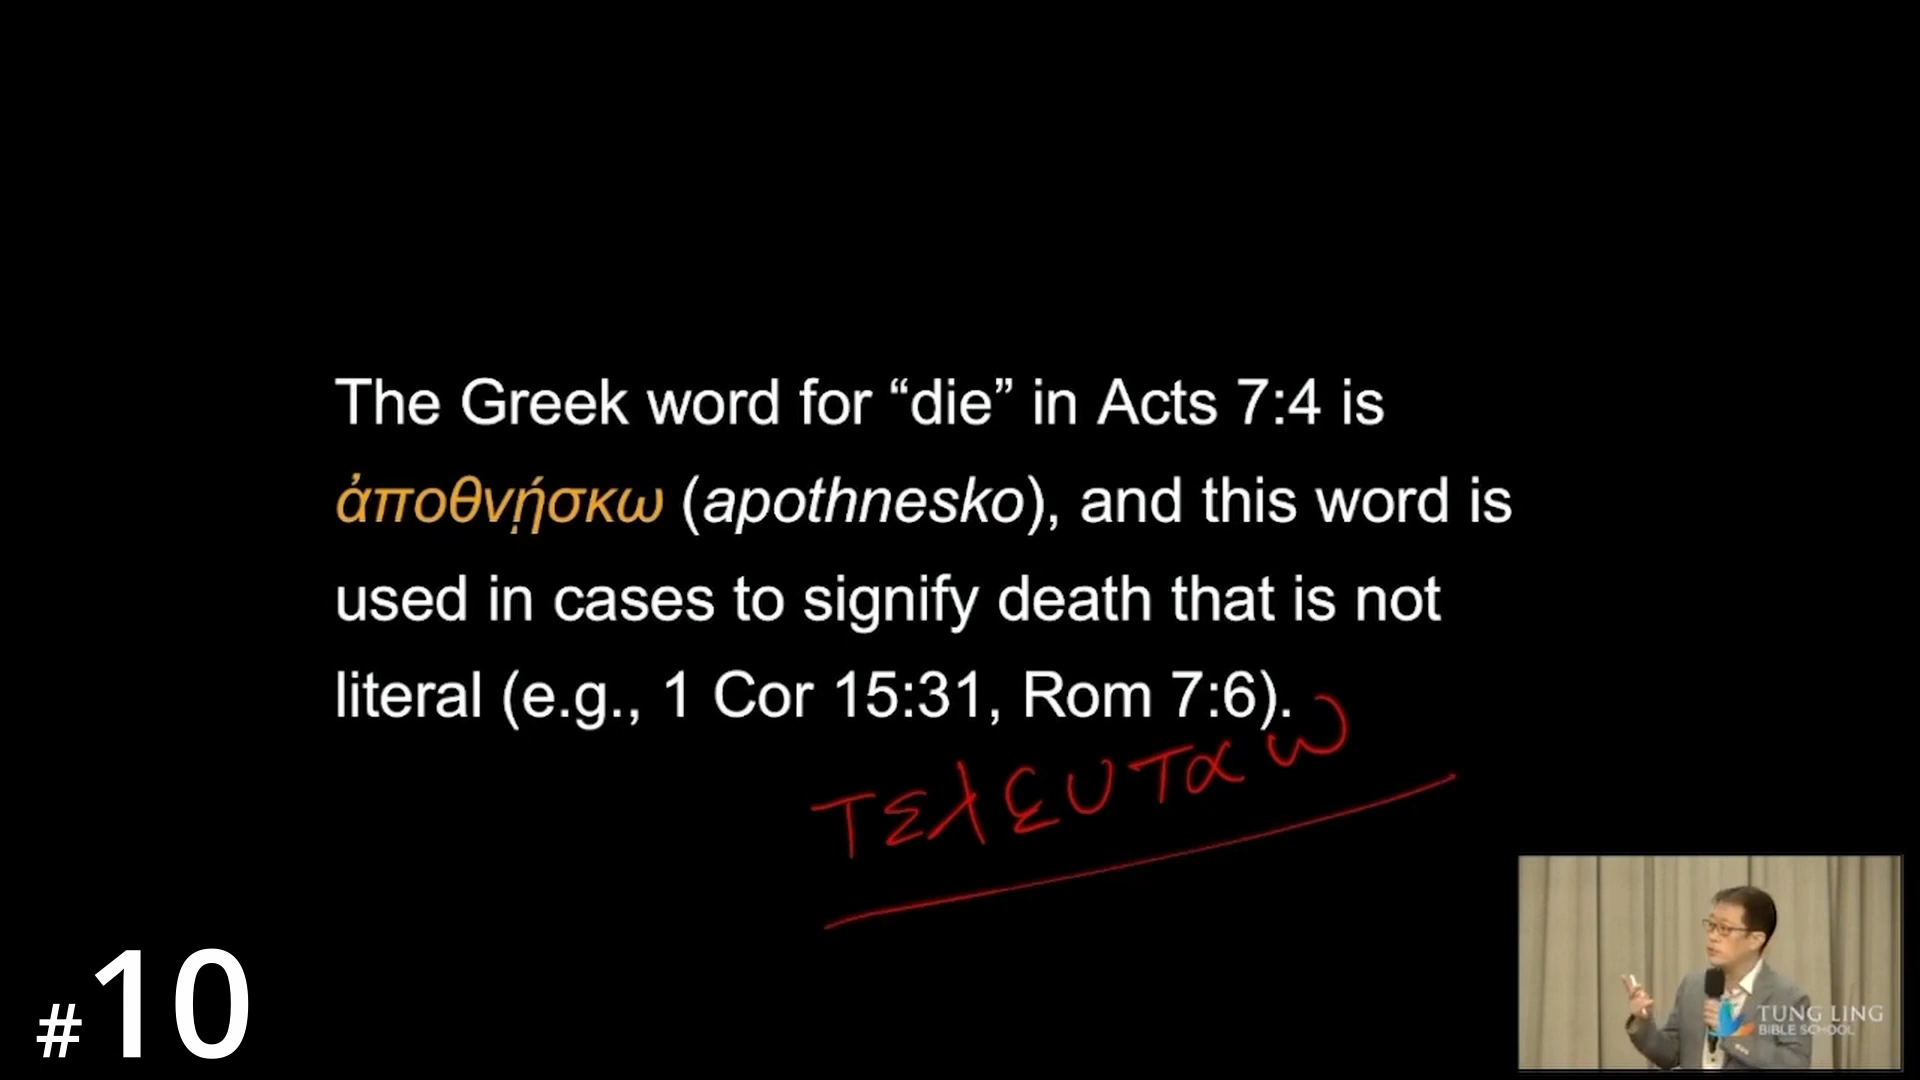 The Greek word for “die” in Acts 7:4 is
ἀποθνῄσκω (apothnesko), and this word is
used in cases to signify death that is not
literal (e.g., 1 Cor 15:31, Rom 7:6).
τελευταω
#10
TUNG LING
BIBLE SCHOOL